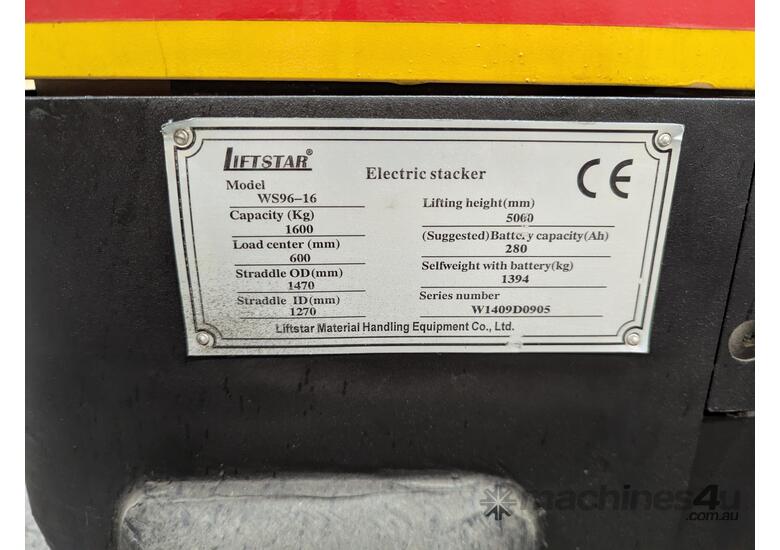 LIFTSTAR®
Electric stacker
CE
Model
WS96-16
Capacity (Kg)
1600
Load center (mm)
600
Straddle OD(mm)
1470
Straddle ID(mm)
1270
Lifting height(mm)
5000
(Suggested)Battery capacity(Ah)
280
Selfweight with battery(kg)
1394
Series number
W1409D0905
Liftstar Material Handling Equipment Co., Ltd.
machines4u
.com.au